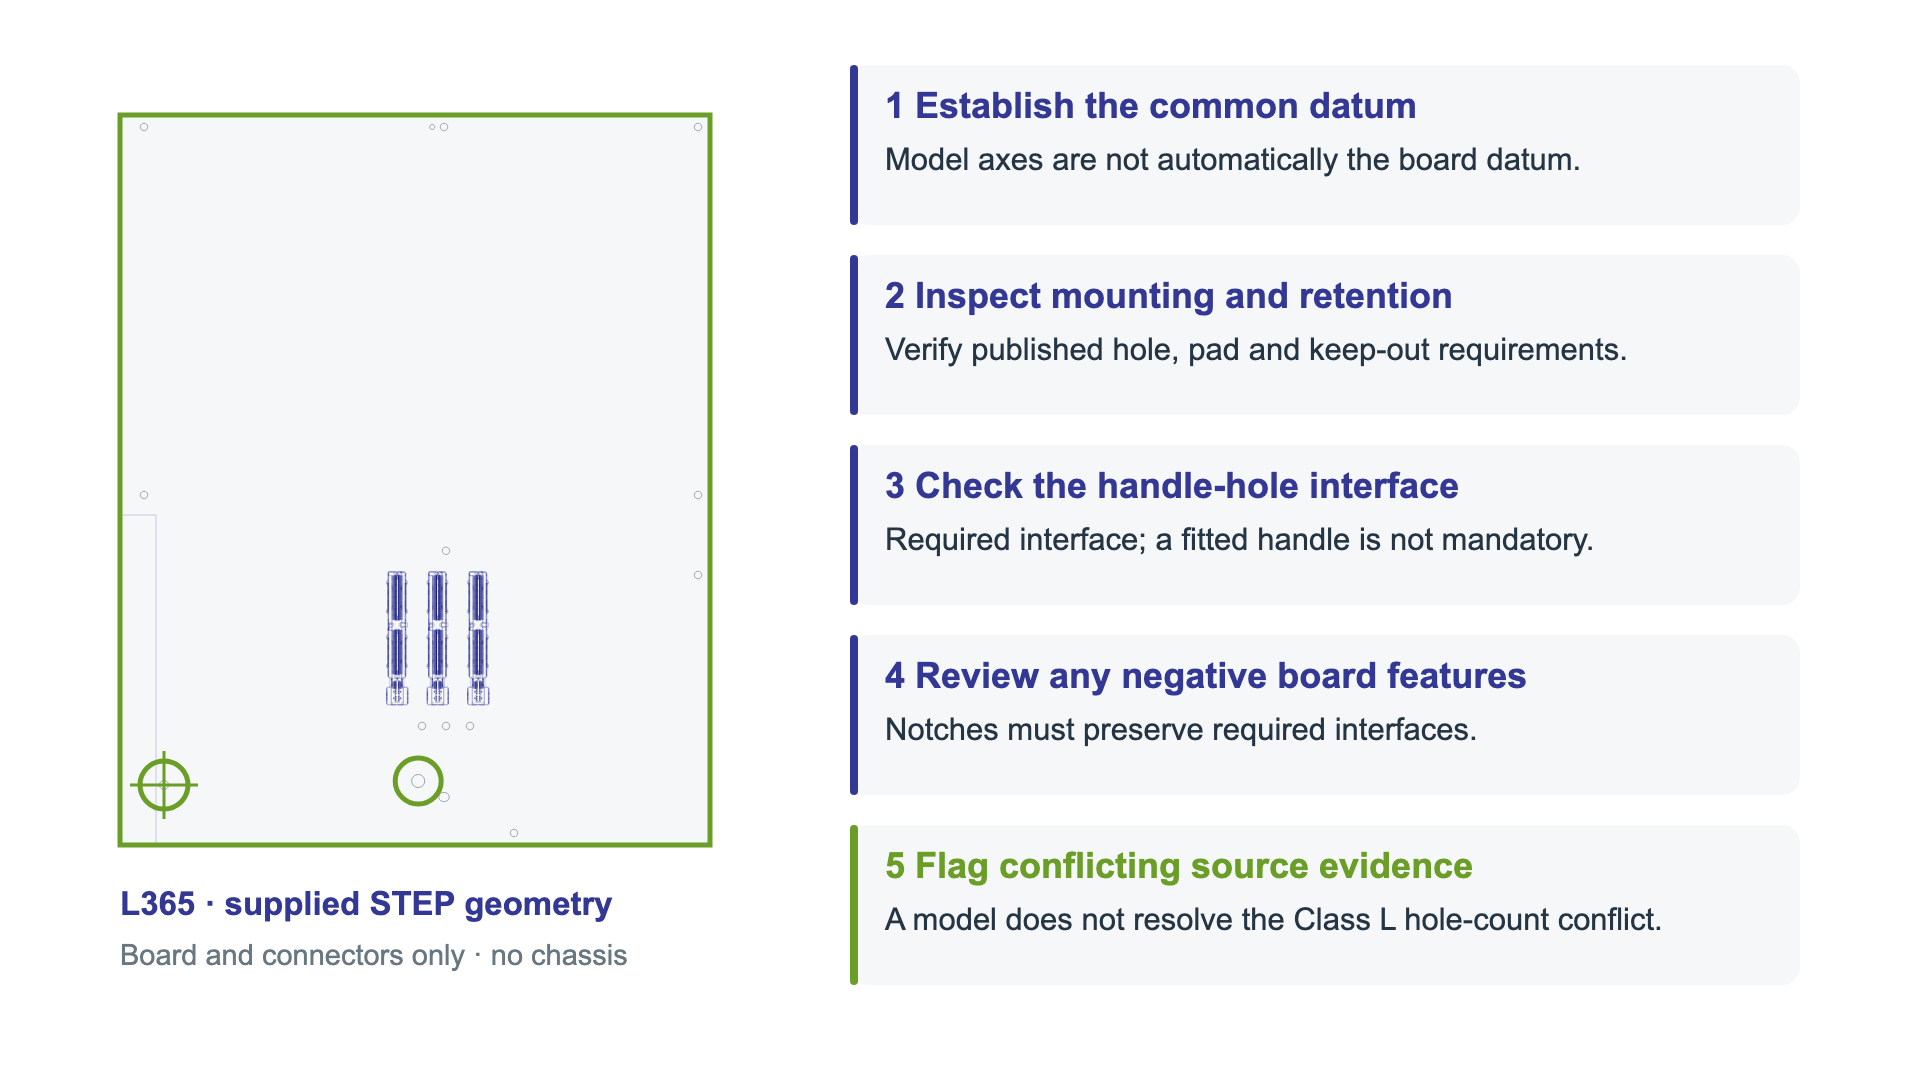 1 Establish the common datum
Model axes are not automatically the board datum.
2 Inspect mounting and retention
Verify published hole, pad and keep-out requirements.
3 Check the handle-hole interface
Required interface; a fitted handle is not mandatory.
4 Review any negative board features
Notches must preserve required interfaces.
5 Flag conflicting source evidence
A model does not resolve the Class L hole-count conflict.
L365 · supplied STEP geometry
Board and connectors only · no chassis